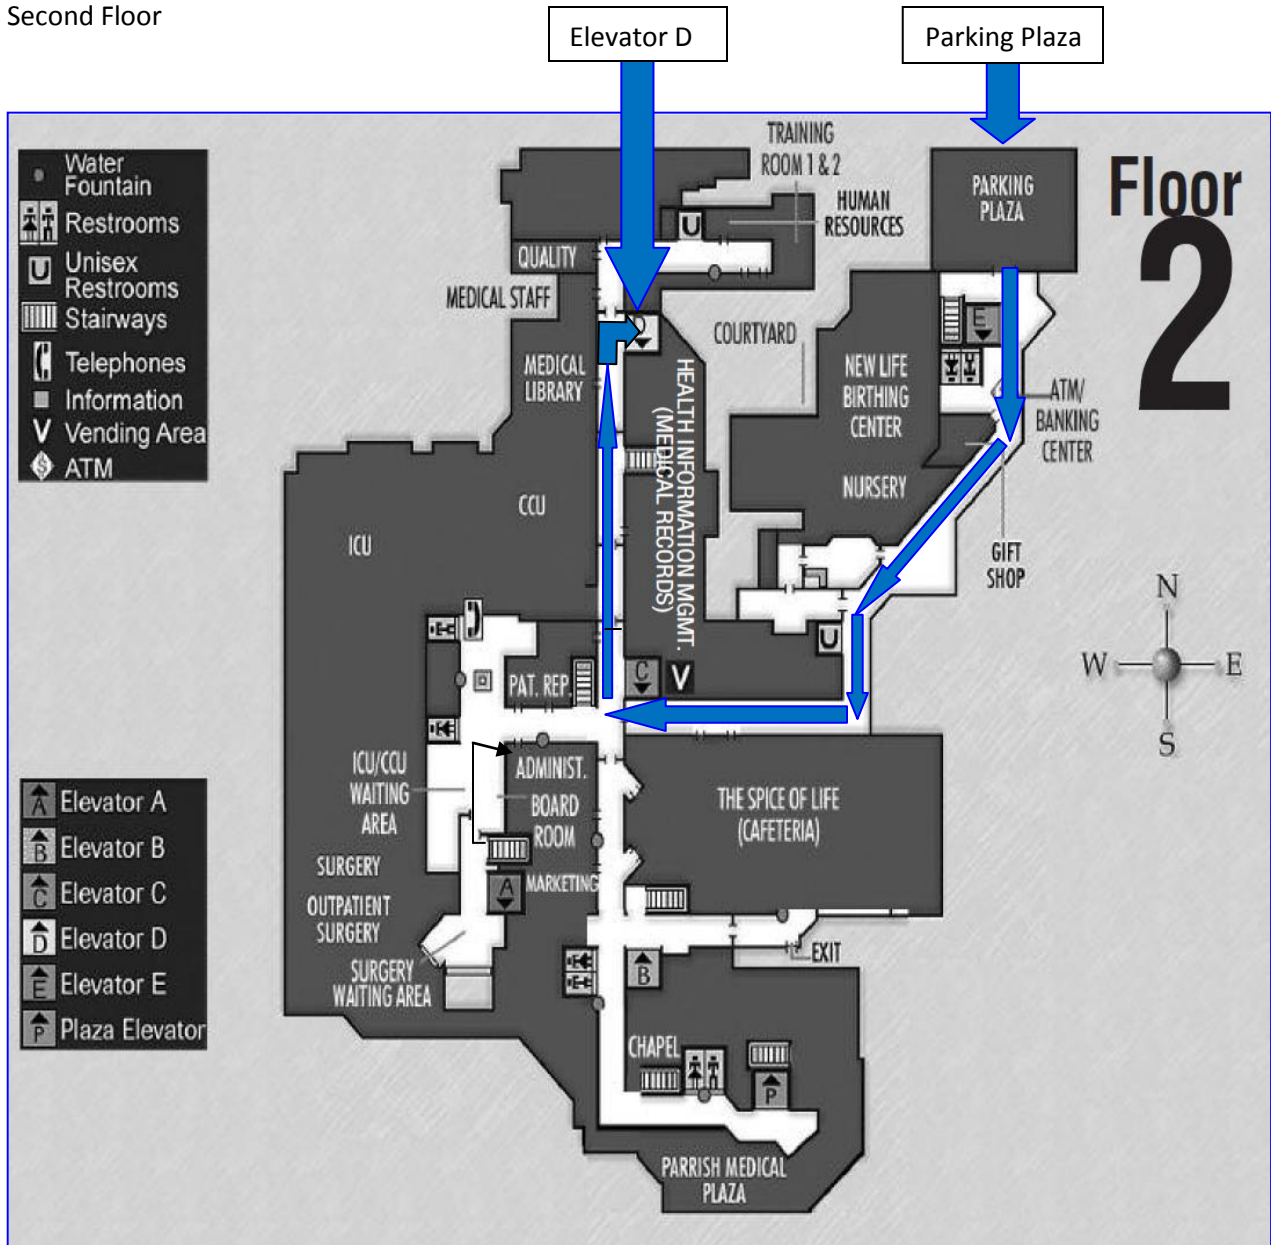 Second Floor
Elevator D
Parking Plaza
Water
Fountain
Restrooms
U
Unisex
Restrooms
Stairways
Telephones
Information
V Vending Area
$ ATM
TRAINING
ROOM 1 & 2
HUMAN
RESOURCES
U
QUALITY
MEDICAL STAFF
D
MEDICAL
LIBRARY
COURTYARD
PARKING
PLAZA
Floor
2
E
NEW LIFE
BIRTHING
CENTER
NURSERY
ATM/
BANKING
CENTER
GIFT
SHOP
HEALTH INFORMATION MGMT.
(MEDICAL RECORDS)
CCU
ICU
U
N
W
E
S
PAT. REP.
C
V
ICU/CCU
WAITING
AREA
ADMINIST.
BOARD
ROOM
THE SPICE OF LIFE
(CAFETERIA)
SURGERY
A
MARKETING
OUTPATIENT
SURGERY
SURGERY
WAITING AREA
EXIT
B
CHAPEL
P
PARRISH MEDICAL
PLAZA
A Elevator A
B Elevator B
C Elevator C
D Elevator D
E Elevator E
P Plaza Elevator